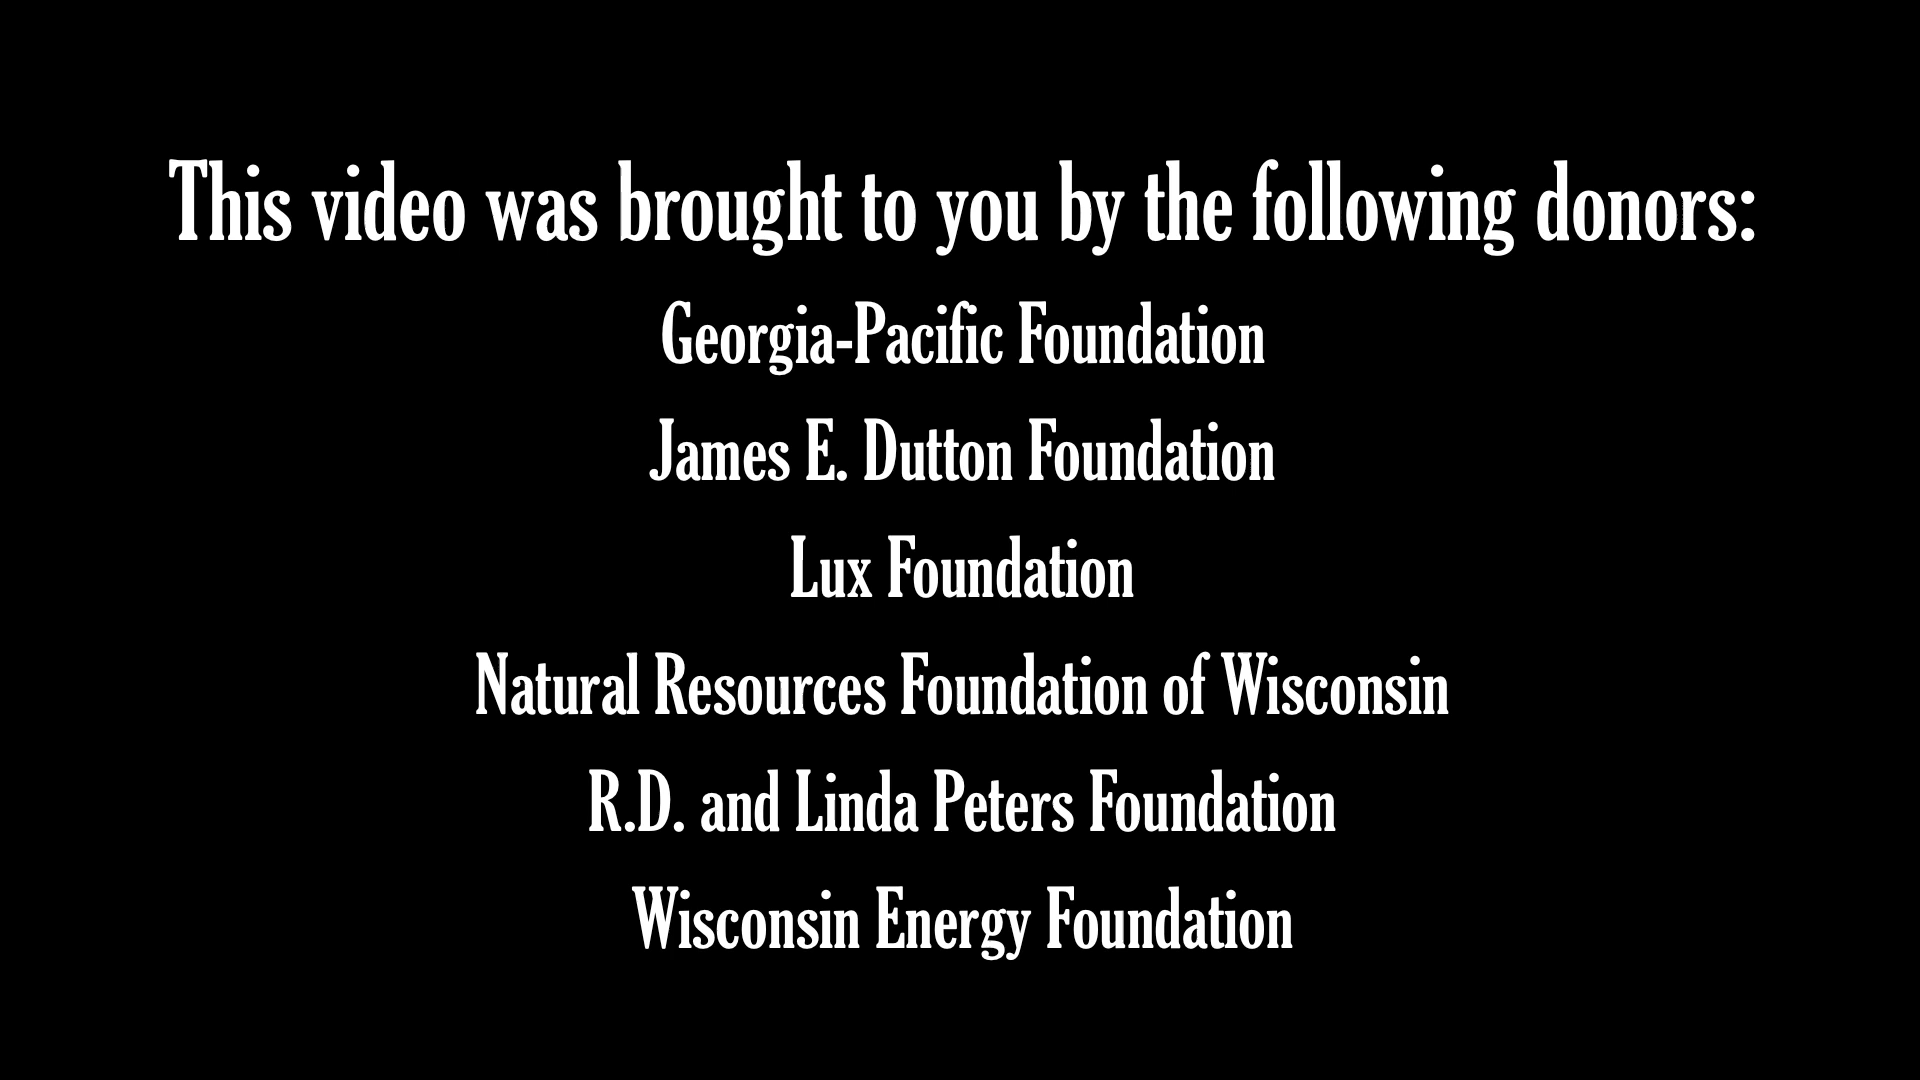 This video was brought to you by the following donors:
Georgia-Pacific Foundation
James E. Dutton Foundation
Lux Foundation
Natural Resources Foundation of Wisconsin
R.D. and Linda Peters Foundation
Wisconsin Energy Foundation